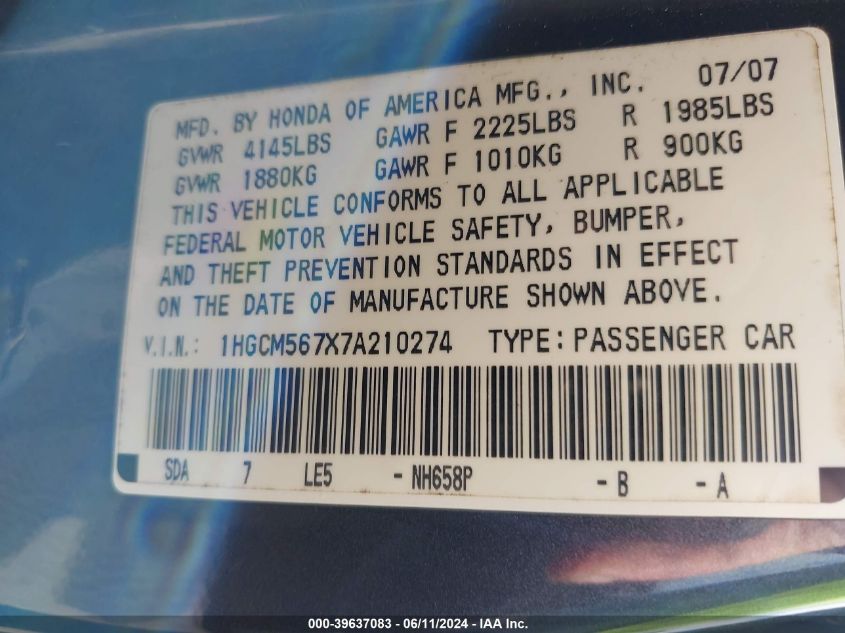 MFD. BY HONDA OF AMERICA MFG., INC. 07/07
GVWR 4145LBS GAWR F 2225LBS R 1985LBS
GVWR 1880KG GAWR F 1010KG R 900KG
THIS VEHICLE CONFORMS TO ALL APPLICABLE
FEDERAL MOTOR VEHICLE SAFETY, BUMPER,
AND THEFT PREVENTION STANDARDS IN EFFECT
ON THE DATE OF MANUFACTURE SHOWN ABOVE.
V.I.N.: 1HGCM567X7A210274 TYPE: PASSENGER CAR
SDA 7 LE5 - NH658P - B - A
000-39637083 - 06/11/2024 - IAA Inc.